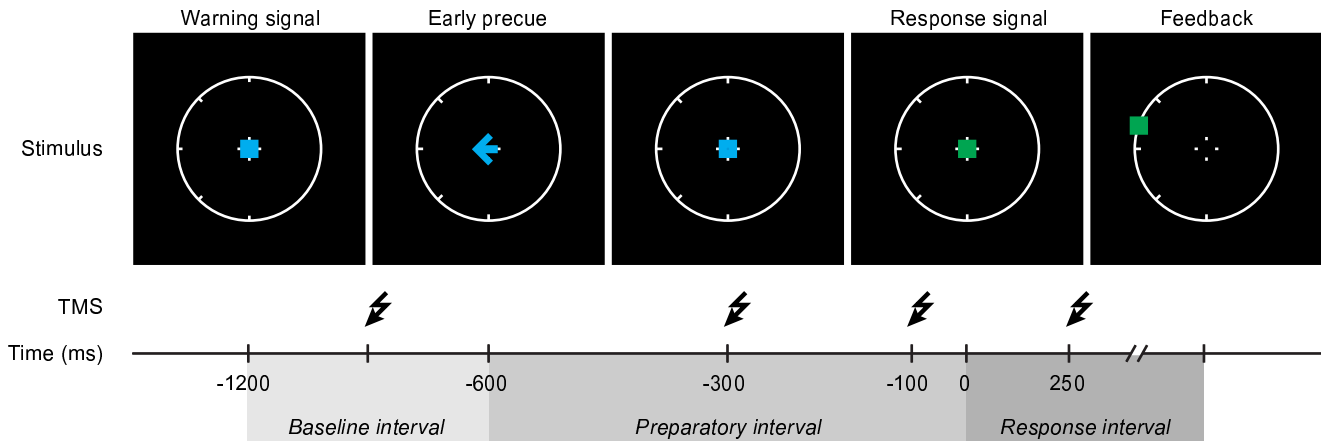 Warning signal Early precue Response signal Feedback
Stimulus
TMS
Time (ms)
-1200 -600 -300 -100 0 250
Baseline interval Preparatory interval Response interval